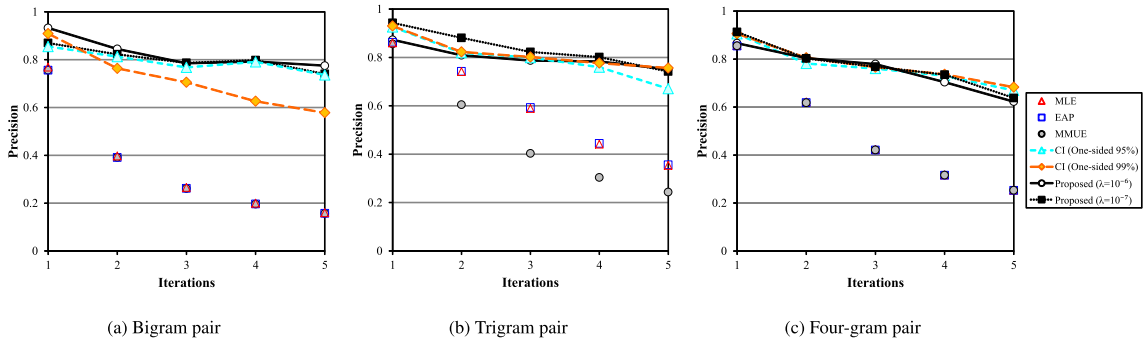 1
0.8
0.6
0.4
0.2
0
Precision
1 2 3 4 5
Iterations
(a) Bigram pair
1
0.8
0.6
0.4
0.2
0
Precision
1 2 3 4 5
Iterations
(b) Trigram pair
1
0.8
0.6
0.4
0.2
0
Precision
1 2 3 4 5
Iterations
(c) Four-gram pair
MLE
EAP
MMUE
CI (One-sided 95%)
CI (One-sided 99%)
Proposed (λ=10⁻⁶)
Proposed (λ=10⁻⁷)